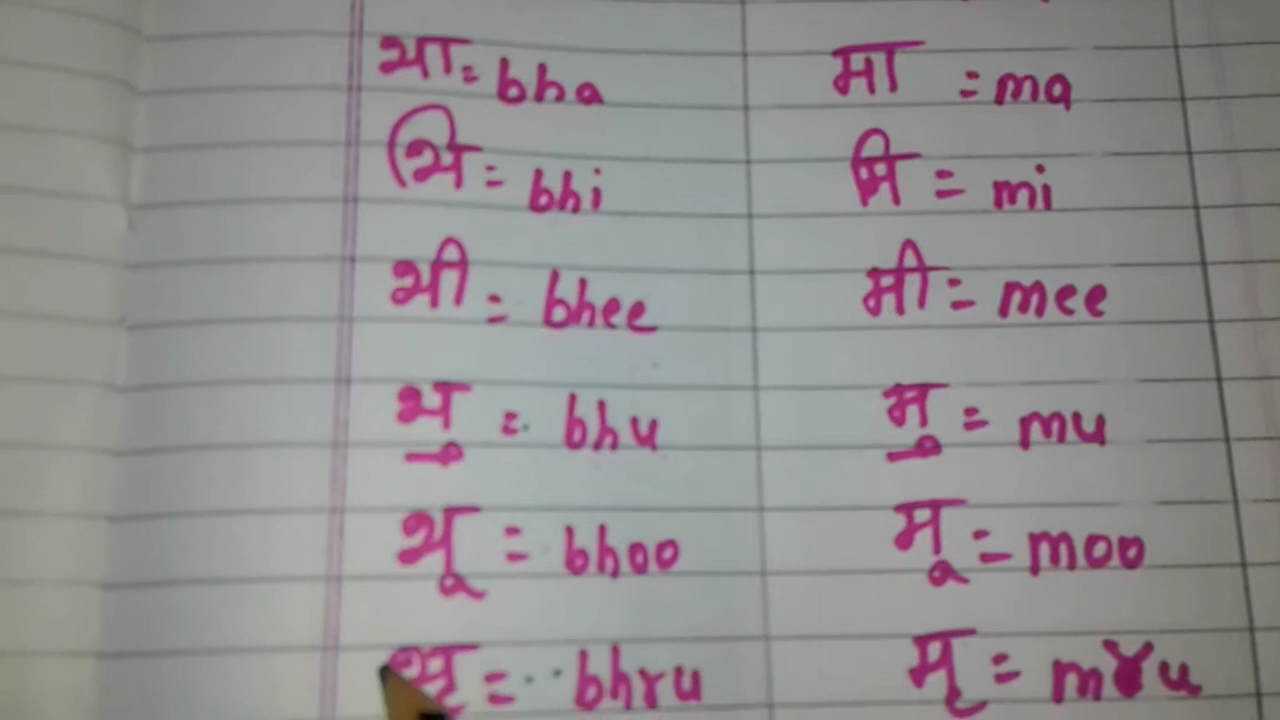 भा = bha मा = ma
भि = bhi मि = mi
भी = bhee मी = mee
भु = bhu मु = mu
भू = bhoo मू = moo
भृ = bhru मृ = mru